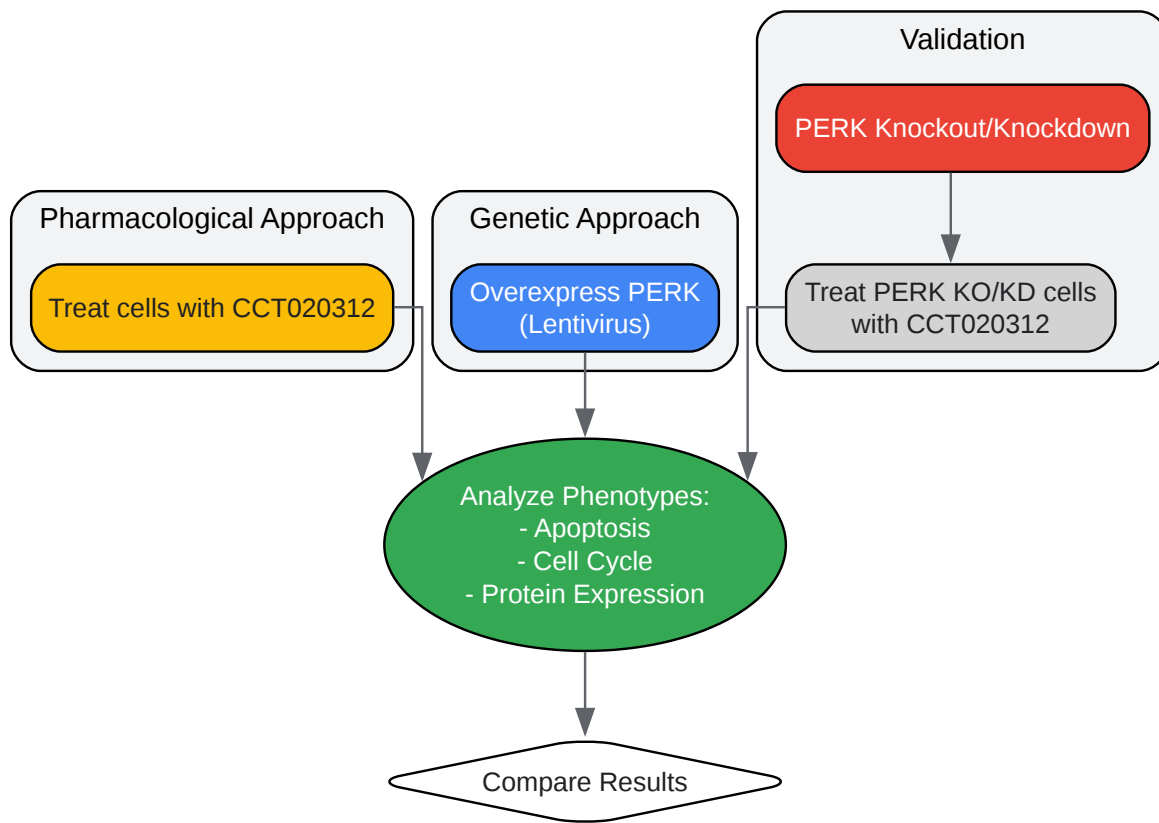 Validation
PERK Knockout/Knockdown
Pharmacological Approach
Genetic Approach
Treat cells with CCT020312
Overexpress PERK
(Lentivirus)
Treat PERK KO/KD cells
with CCT020312
Analyze Phenotypes:
- Apoptosis
- Cell Cycle
- Protein Expression
Compare Results